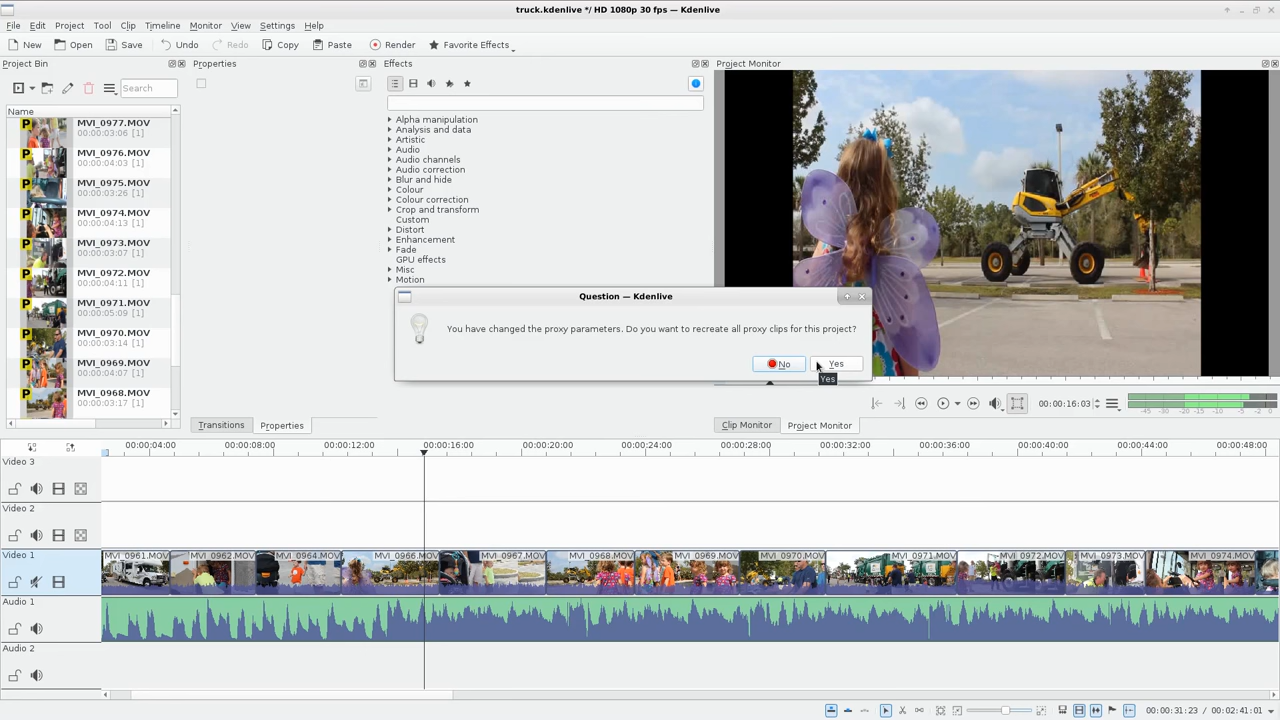 truck.kdenlive */ HD 1080p 30 fps — Kdenlive
File Edit Project Tool Clip Timeline Monitor View Settings Help
New Open Save Undo Redo Copy Paste Render Favorite Effects
Project Bin
Properties
Effects
Project Monitor
Search
Name
MVI_0977.MOV
00:00:03:06 [1]
MVI_0976.MOV
00:00:04:03 [1]
MVI_0975.MOV
00:00:03:26 [1]
MVI_0974.MOV
00:00:04:13 [1]
MVI_0973.MOV
00:00:03:07 [1]
MVI_0972.MOV
00:00:04:11 [1]
MVI_0971.MOV
00:00:05:09 [1]
MVI_0970.MOV
00:00:03:14 [1]
MVI_0969.MOV
00:00:04:07 [1]
MVI_0968.MOV
00:00:03:17 [1]
P
P
P
P
P
P
P
P
P
P
Alpha manipulation
Analysis and data
Artistic
Audio
Audio channels
Audio correction
Blur and hide
Colour
Colour correction
Crop and transform
Custom
Distort
Enhancement
Fade
GPU effects
Misc
Motion
Question — Kdenlive
You have changed the proxy parameters. Do you want to recreate all proxy clips for this project?
No
Yes
Yes
00:00:16:03
-45 -30 -20 -15 -10 -5 -2 0
Transitions
Properties
Clip Monitor
Project Monitor
00:00:04:00 00:00:08:00 00:00:12:00 00:00:16:00 00:00:20:00 00:00:24:00 00:00:28:00 00:00:32:00 00:00:36:00 00:00:40:00 00:00:44:00 00:00:48:00
Video 3
Video 2
Video 1
MVI_0961.MOV MVI_0962.MOV MVI_0964.MOV MVI_0966.MOV MVI_0967.MOV MVI_0968.MOV MVI_0969.MOV MVI_0970.MOV MVI_0971.MOV MVI_0972.MOV MVI_0973.MOV MVI_0974.MOV
Audio 1
Audio 2
00:00:31:23 / 00:02:41:01